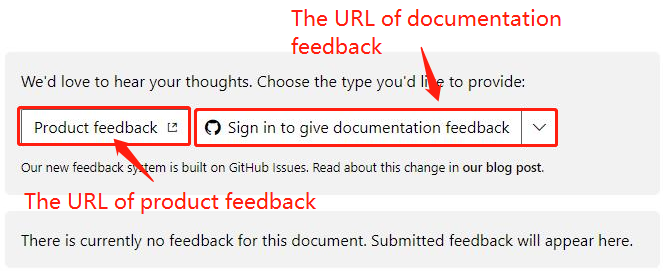 The URL of documentation
feedback
We'd love to hear your thoughts. Choose the type you'd like to provide:
Product feedback
Sign in to give documentation feedback
Our new feedback system is built on GitHub Issues. Read about this change in our blog post.
The URL of product feedback
There is currently no feedback for this document. Submitted feedback will appear here.